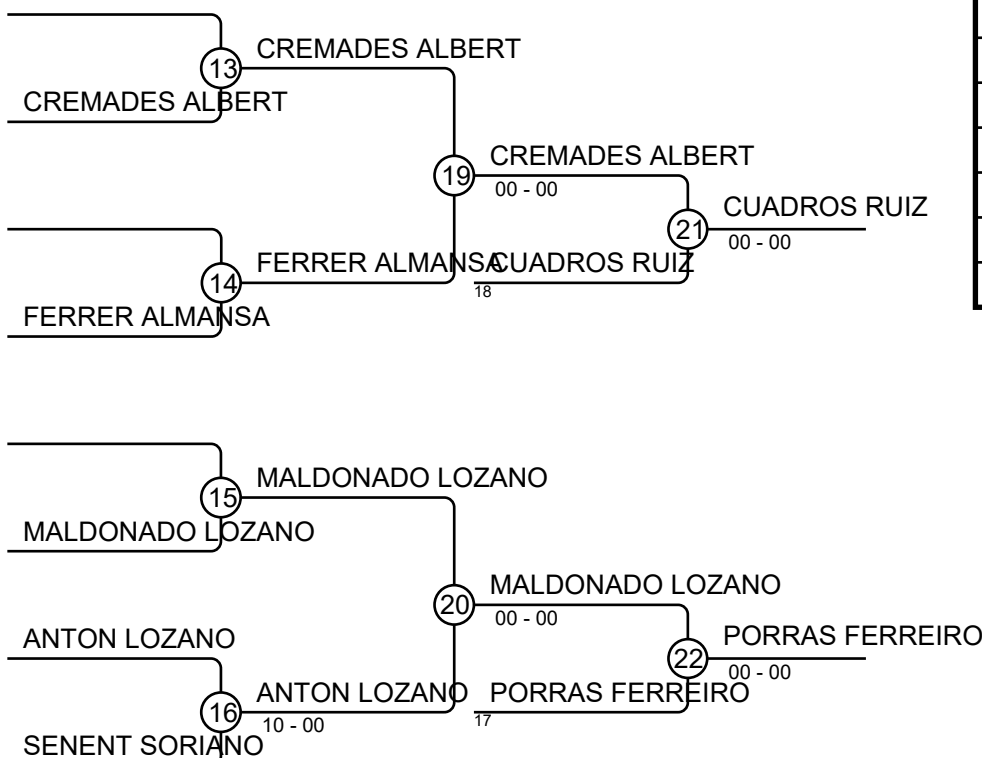 CREMADES ALBERT
13
CREMADES ALBERT
CREMADES ALBERT
19
00 - 00
CUADROS RUIZ
21
00 - 00
FERRER ALMANSA
CUADROS RUIZ
14
18
FERRER ALMANSA
MALDONADO LOZANO
15
MALDONADO LOZANO
MALDONADO LOZANO
20
00 - 00
ANTON LOZANO
PORRAS FERREIRO
22
00 - 00
ANTON LOZANO
PORRAS FERREIRO
16
10 - 00
17
SENENT SORIANO